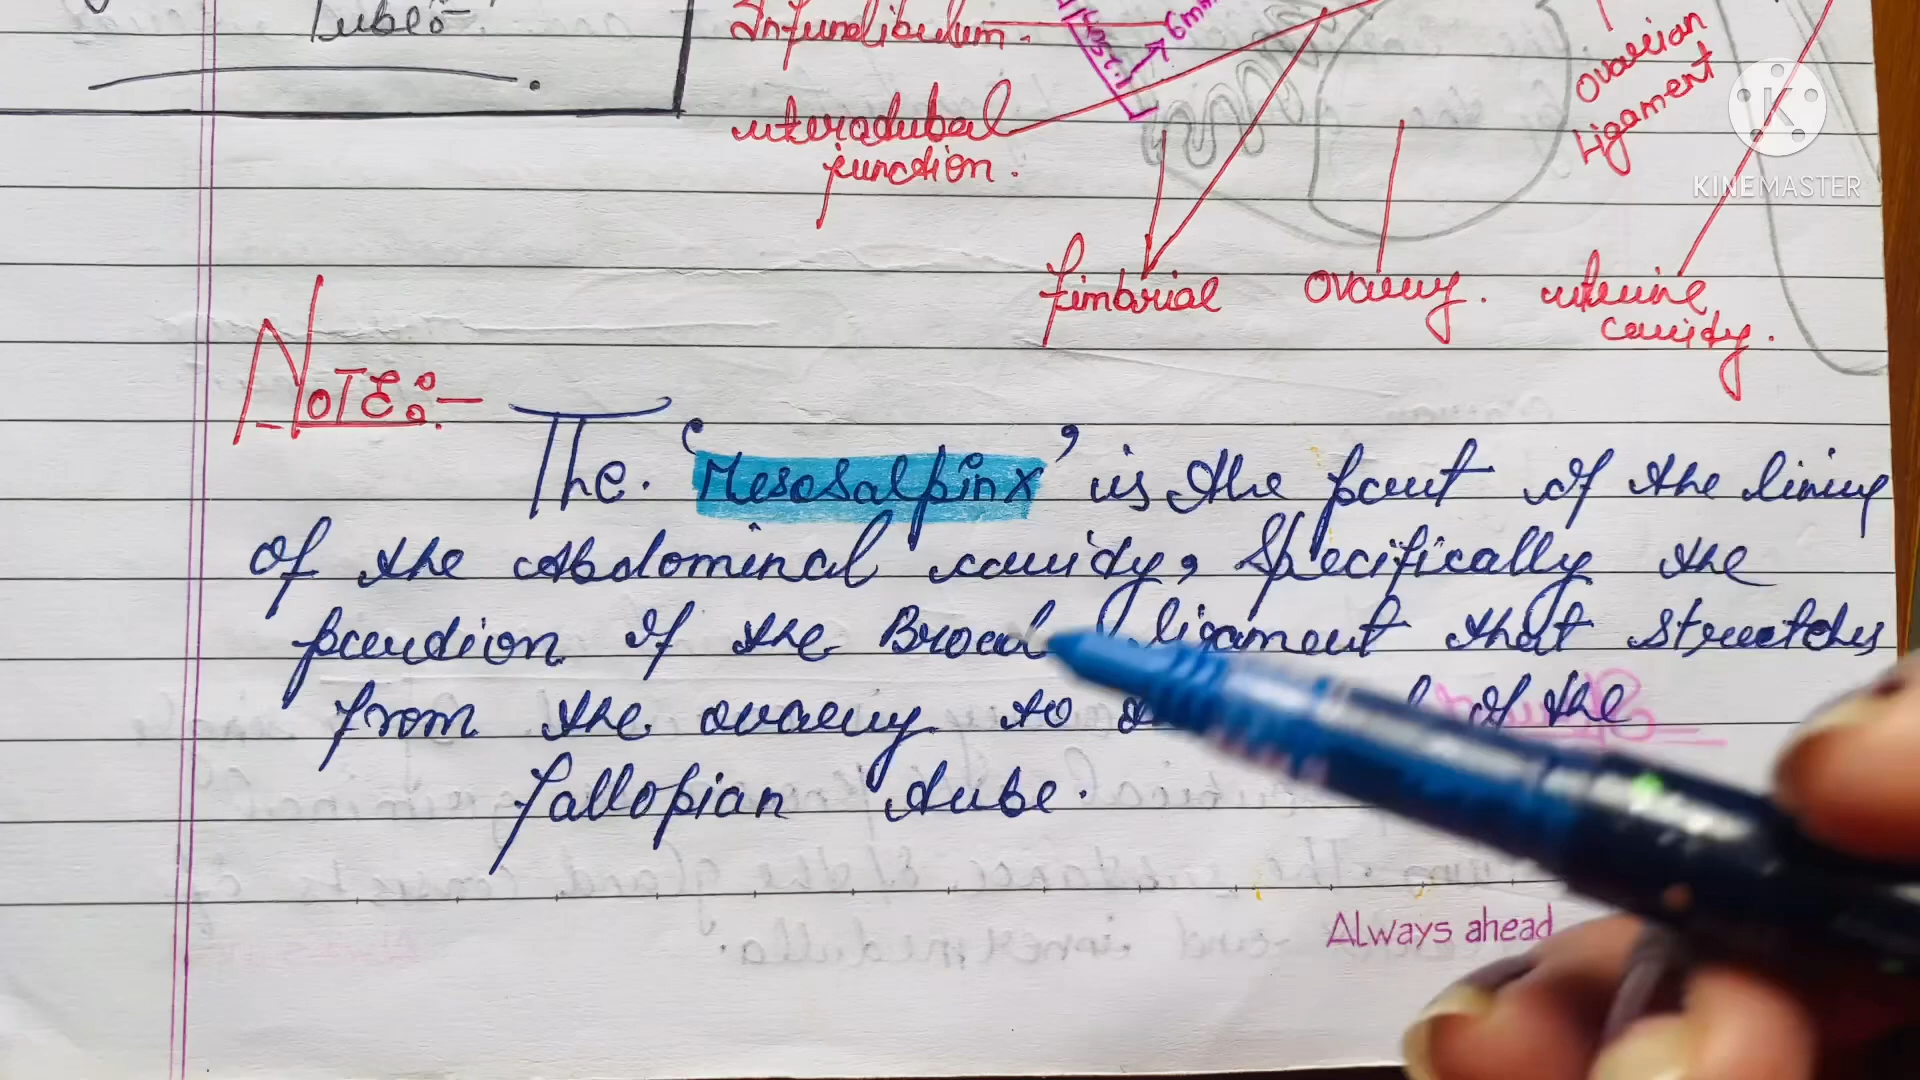 Tubes-
Infundibulum.
6mm
uterotubal
junction.
ovarian
ligament
KINEMASTER
fimbrial
ovary.
uterine
cavity.
NOTE:-
The 'Mesosalpinx' is the part of the lining
of the Abdominal cavity, Specifically the
portion of the Broad ligament that stretches
from the ovary to of the
fallopian tube.
Always ahead